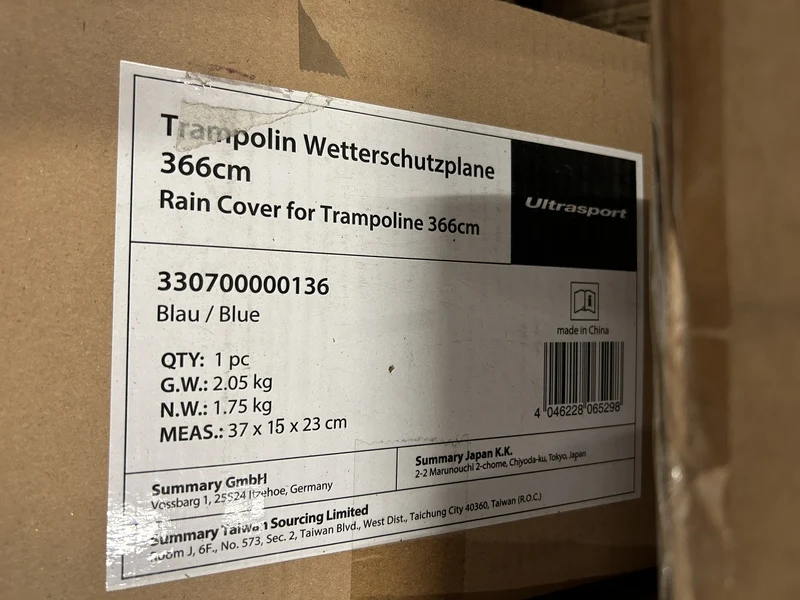 Trampolin Wetterschutzplane
366cm
Rain Cover for Trampoline 366cm
Ultrasport
330700000136
Blau / Blue
made in China
QTY: 1 pc
G.W.: 2.05 kg
N.W.: 1.75 kg
MEAS.: 37 x 15 x 23 cm
4 046228 065298
Summary GmbH
Vossbarg 1, 25524 Itzehoe, Germany
Summary Japan K.K.
2-2 Marunouchi 2-chome, Chiyoda-ku, Tokyo, Japan
Summary Taiwan Sourcing Limited
Room J, 6F., No. 573, Sec. 2, Taiwan Blvd., West Dist., Taichung City 40360, Taiwan (R.O.C.)